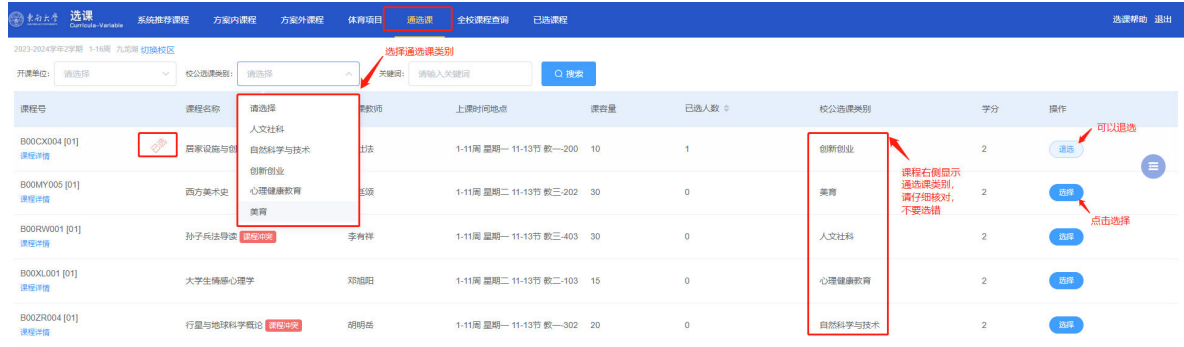 东南大学 选课 系统推荐课程 方案内课程 方案外课程 体育项目 通选课 全校课程查询 已选课程 选课帮助 退出
Curricula-Variable
2023-2024学年2学期 1-16周 九龙湖 切换校区
选择通选课类别
开课单位: 请选择 校公选课类别: 请选择 关键词: 请输入关键词 搜索
课程号 课程名称 课教师 上课时间地点 课容量 已选人数 校公选课类别 学分 操作
请选择
人文社科
自然科学与技术
创新创业
心理健康教育
美育
可以退选
B00CX004 [01] 已选 居家设施与创 1-11周 星期一 11-13节 教一-200 10 1 创新创业 2 退选
课程详情
课程右侧显示
通选课类别,
请仔细核对,
不要选错
B00MY005 [01] 西方美术史 1-11周 星期二 11-13节 教三-202 30 0 美育 2 选择
课程详情
点击选择
B00RW001 [01] 孙子兵法导读 课程冲突 李有祥 1-11周 星期一 11-13节 教三-403 30 0 人文社科 2 选择
课程详情
B00XL001 [01] 大学生情感心理学 邓旭阳 1-11周 星期二 11-13节 教二-103 15 0 心理健康教育 2 选择
课程详情
B00ZR004 [01] 行星与地球科学概论 课程冲突 胡明岳 1-11周 星期一 11-13节 教一-302 20 0 自然科学与技术 2 选择
课程详情